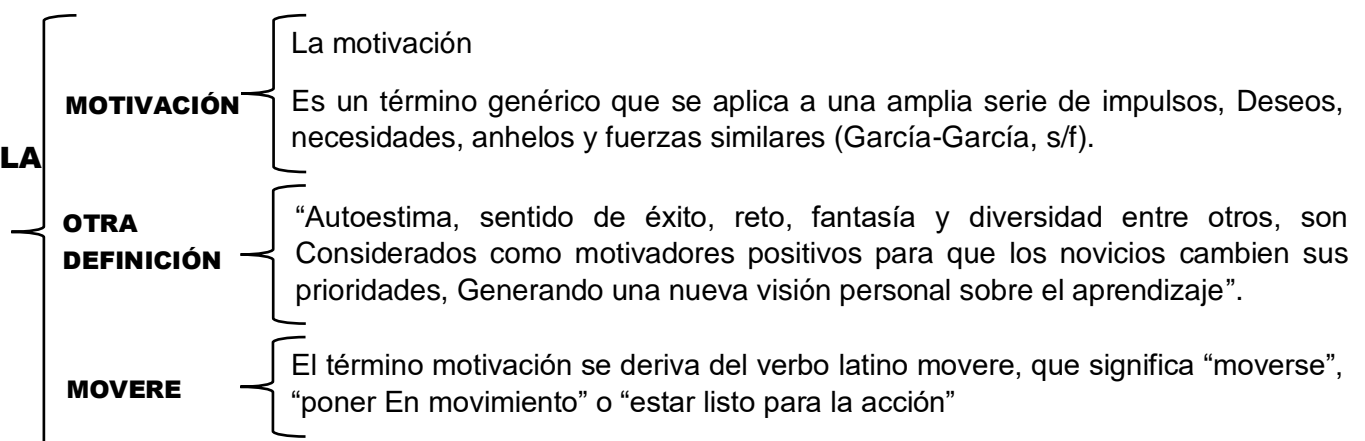 LA
MOTIVACIÓN
La motivación
Es un término genérico que se aplica a una amplia serie de impulsos, Deseos,
necesidades, anhelos y fuerzas similares (García-García, s/f).
OTRA
DEFINICIÓN
“Autoestima, sentido de éxito, reto, fantasía y diversidad entre otros, son
Considerados como motivadores positivos para que los novicios cambien sus
prioridades, Generando una nueva visión personal sobre el aprendizaje”.
MOVERE
El término motivación se deriva del verbo latino movere, que significa “moverse”,
“poner En movimiento” o “estar listo para la acción”